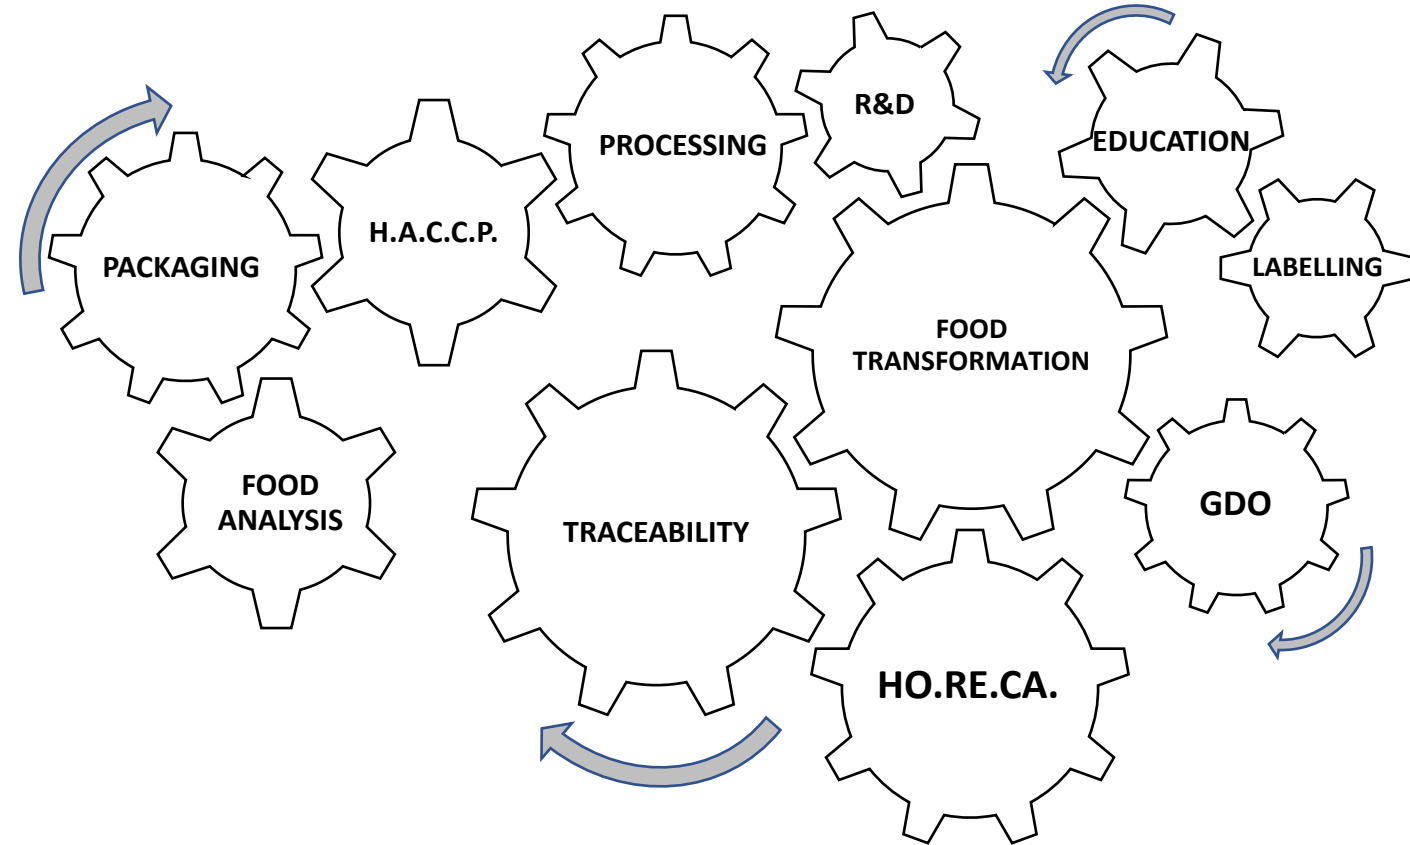 R&D
PROCESSING
EDUCATION
H.A.C.C.P.
PACKAGING
LABELLING
FOOD
TRANSFORMATION
FOOD
ANALYSIS
TRACEABILITY
GDO
HO.RE.CA.